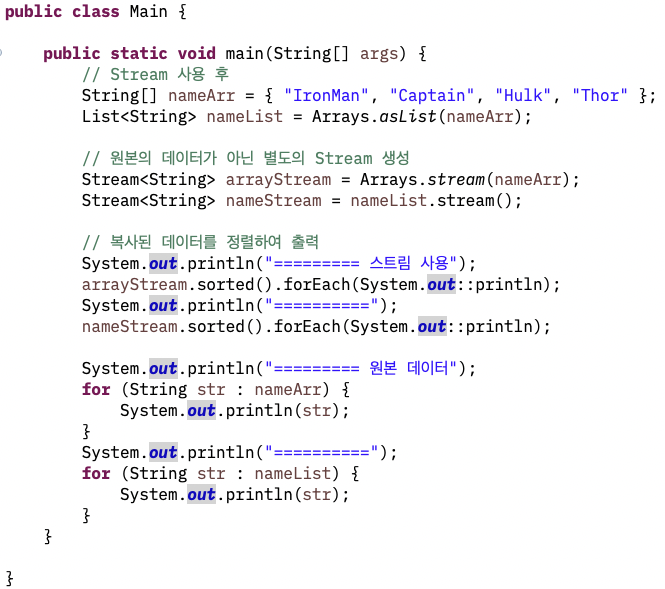 public class Main {
public static void main(String[] args) {
// Stream 사용 후
String[] nameArr = { "IronMan", "Captain", "Hulk", "Thor" };
List<String> nameList = Arrays.asList(nameArr);
// 원본의 데이터가 아닌 별도의 Stream 생성
Stream<String> arrayStream = Arrays.stream(nameArr);
Stream<String> nameStream = nameList.stream();
// 복사된 데이터를 정렬하여 출력
System.out.println("========= 스트림 사용");
arrayStream.sorted().forEach(System.out::println);
System.out.println("==========");
nameStream.sorted().forEach(System.out::println);
System.out.println("========= 원본 데이터");
for (String str : nameArr) {
System.out.println(str);
}
System.out.println("==========");
for (String str : nameList) {
System.out.println(str);
}
}
}